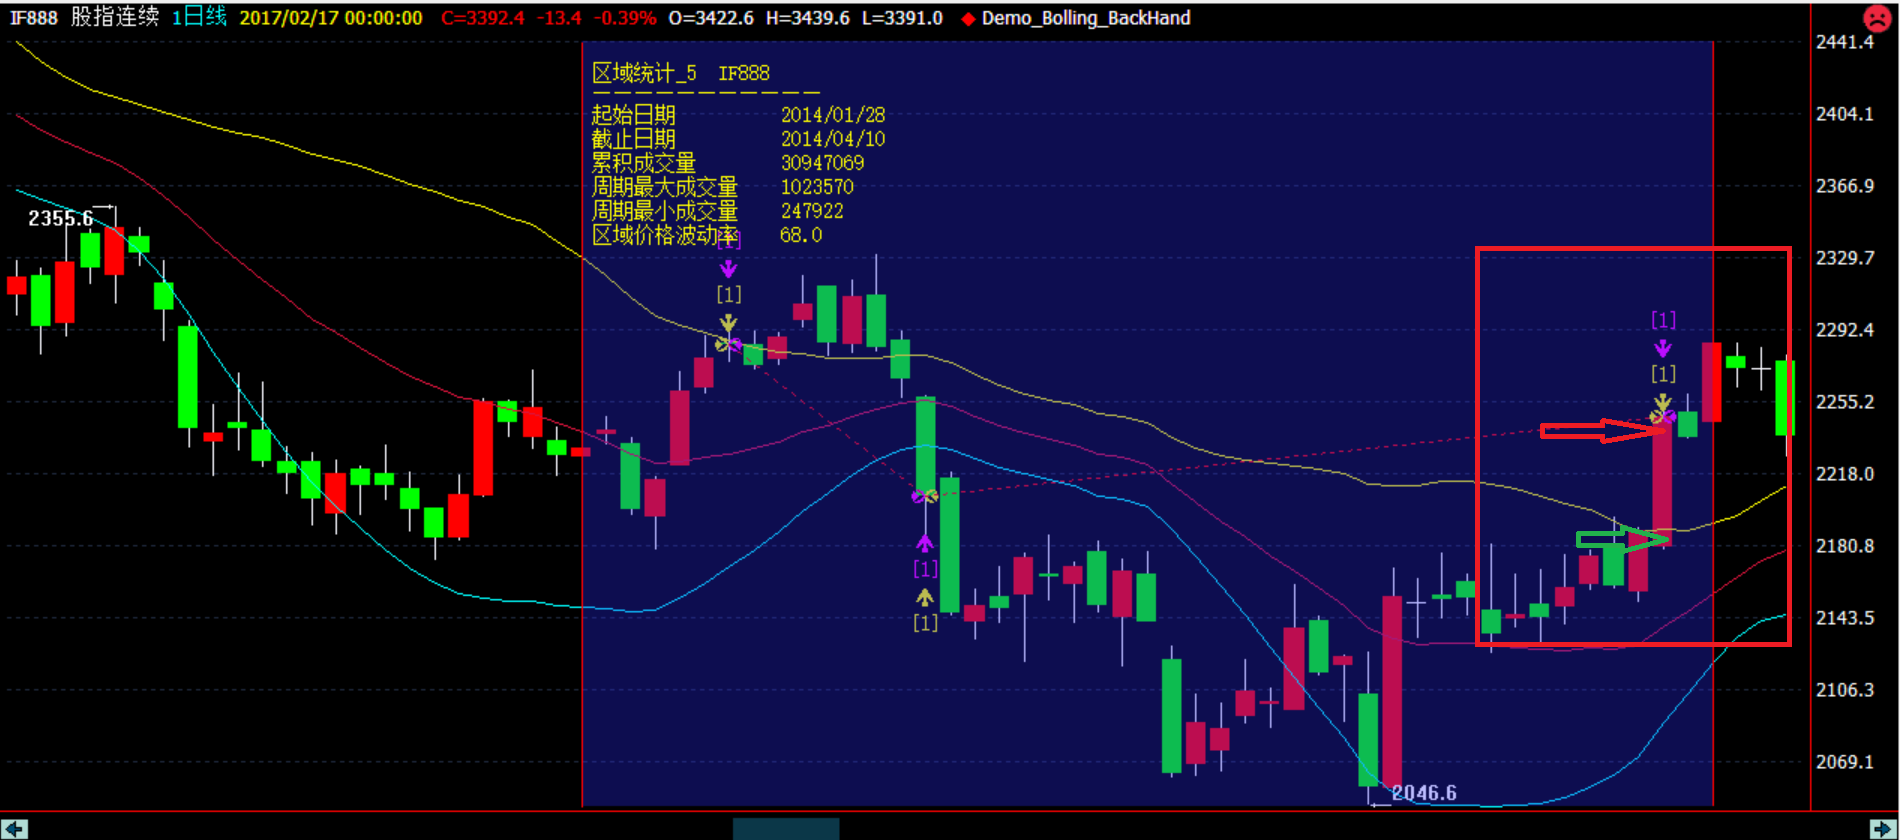 IF888 股指连续 1日线 2017/02/17 00:00:00 C=3392.4 -13.4 -0.39% O=3422.6 H=3439.6 L=3391.0 ◆ Demo_Bolling_BackHand
2441.4
区域统计_5 IF888
-----------
2404.1
起始日期 2014/01/28
截止日期 2014/04/10
累积成交量 30947069
周期最大成交量 1023570
2366.9
周期最小成交量 247922
2355.6
区域价格波动率 68.0
[1]
2329.7
[1]
[1]
2292.4
[1]
2255.2
2218.0
2180.8
[1]
[1]
2143.5
2106.3
2069.1
2046.6